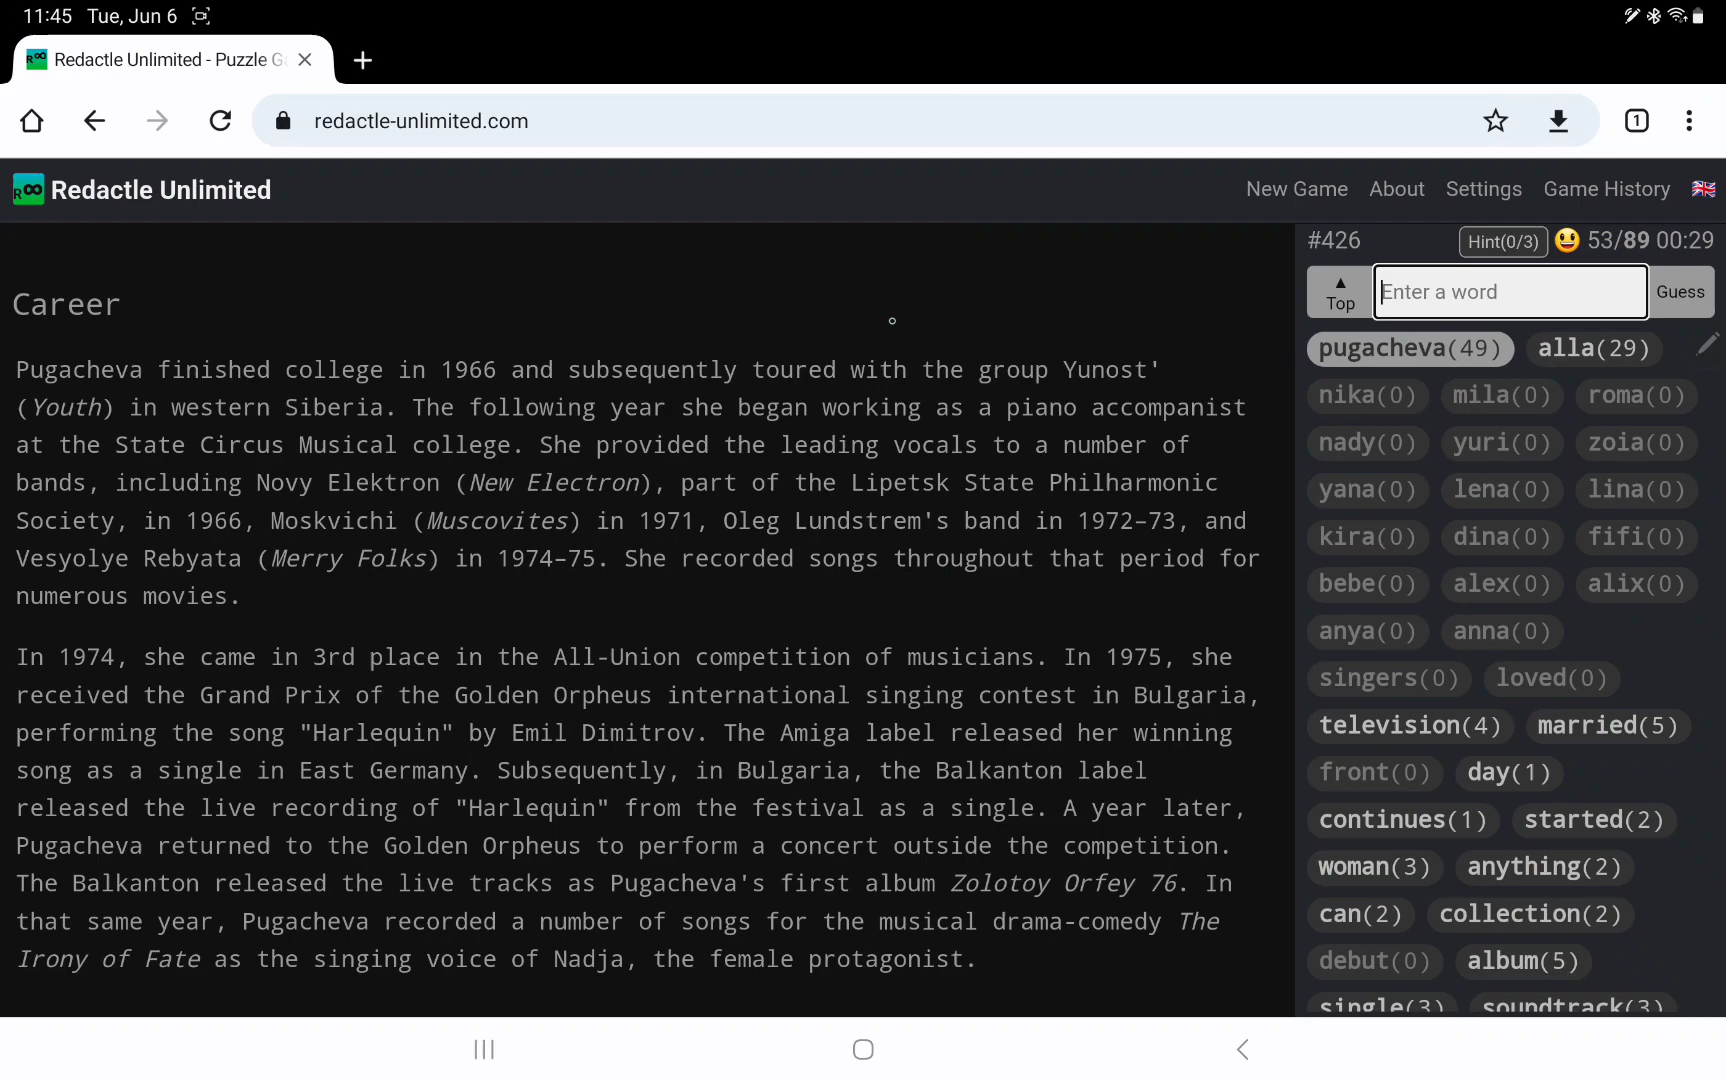 11:45 Tue, Jun 6
Redactle Unlimited - Puzzle G
redactle-unlimited.com
1
Redactle Unlimited
New Game About Settings Game History
#426 Hint(0/3) 53/89 00:29
Top Enter a word Guess
Career
Pugacheva finished college in 1966 and subsequently toured with the group Yunost'
(Youth) in western Siberia. The following year she began working as a piano accompanist
at the State Circus Musical college. She provided the leading vocals to a number of
bands, including Novy Elektron (New Electron), part of the Lipetsk State Philharmonic
Society, in 1966, Moskvichi (Muscovites) in 1971, Oleg Lundstrem's band in 1972–73, and
Vesyolye Rebyata (Merry Folks) in 1974–75. She recorded songs throughout that period for
numerous movies.
In 1974, she came in 3rd place in the All-Union competition of musicians. In 1975, she
received the Grand Prix of the Golden Orpheus international singing contest in Bulgaria,
performing the song "Harlequin" by Emil Dimitrov. The Amiga label released her winning
song as a single in East Germany. Subsequently, in Bulgaria, the Balkanton label
released the live recording of "Harlequin" from the festival as a single. A year later,
Pugacheva returned to the Golden Orpheus to perform a concert outside the competition.
The Balkanton released the live tracks as Pugacheva's first album Zolotoy Orfey 76. In
that same year, Pugacheva recorded a number of songs for the musical drama-comedy The
Irony of Fate as the singing voice of Nadja, the female protagonist.
pugacheva(49) alla(29)
nika(0) mila(0) roma(0)
nady(0) yuri(0) zoia(0)
yana(0) lena(0) lina(0)
kira(0) dina(0) fifi(0)
bebe(0) alex(0) alix(0)
anya(0) anna(0)
singers(0) loved(0)
television(4) married(5)
front(0) day(1)
continues(1) started(2)
woman(3) anything(2)
can(2) collection(2)
debut(0) album(5)
single(3) soundtrack(3)